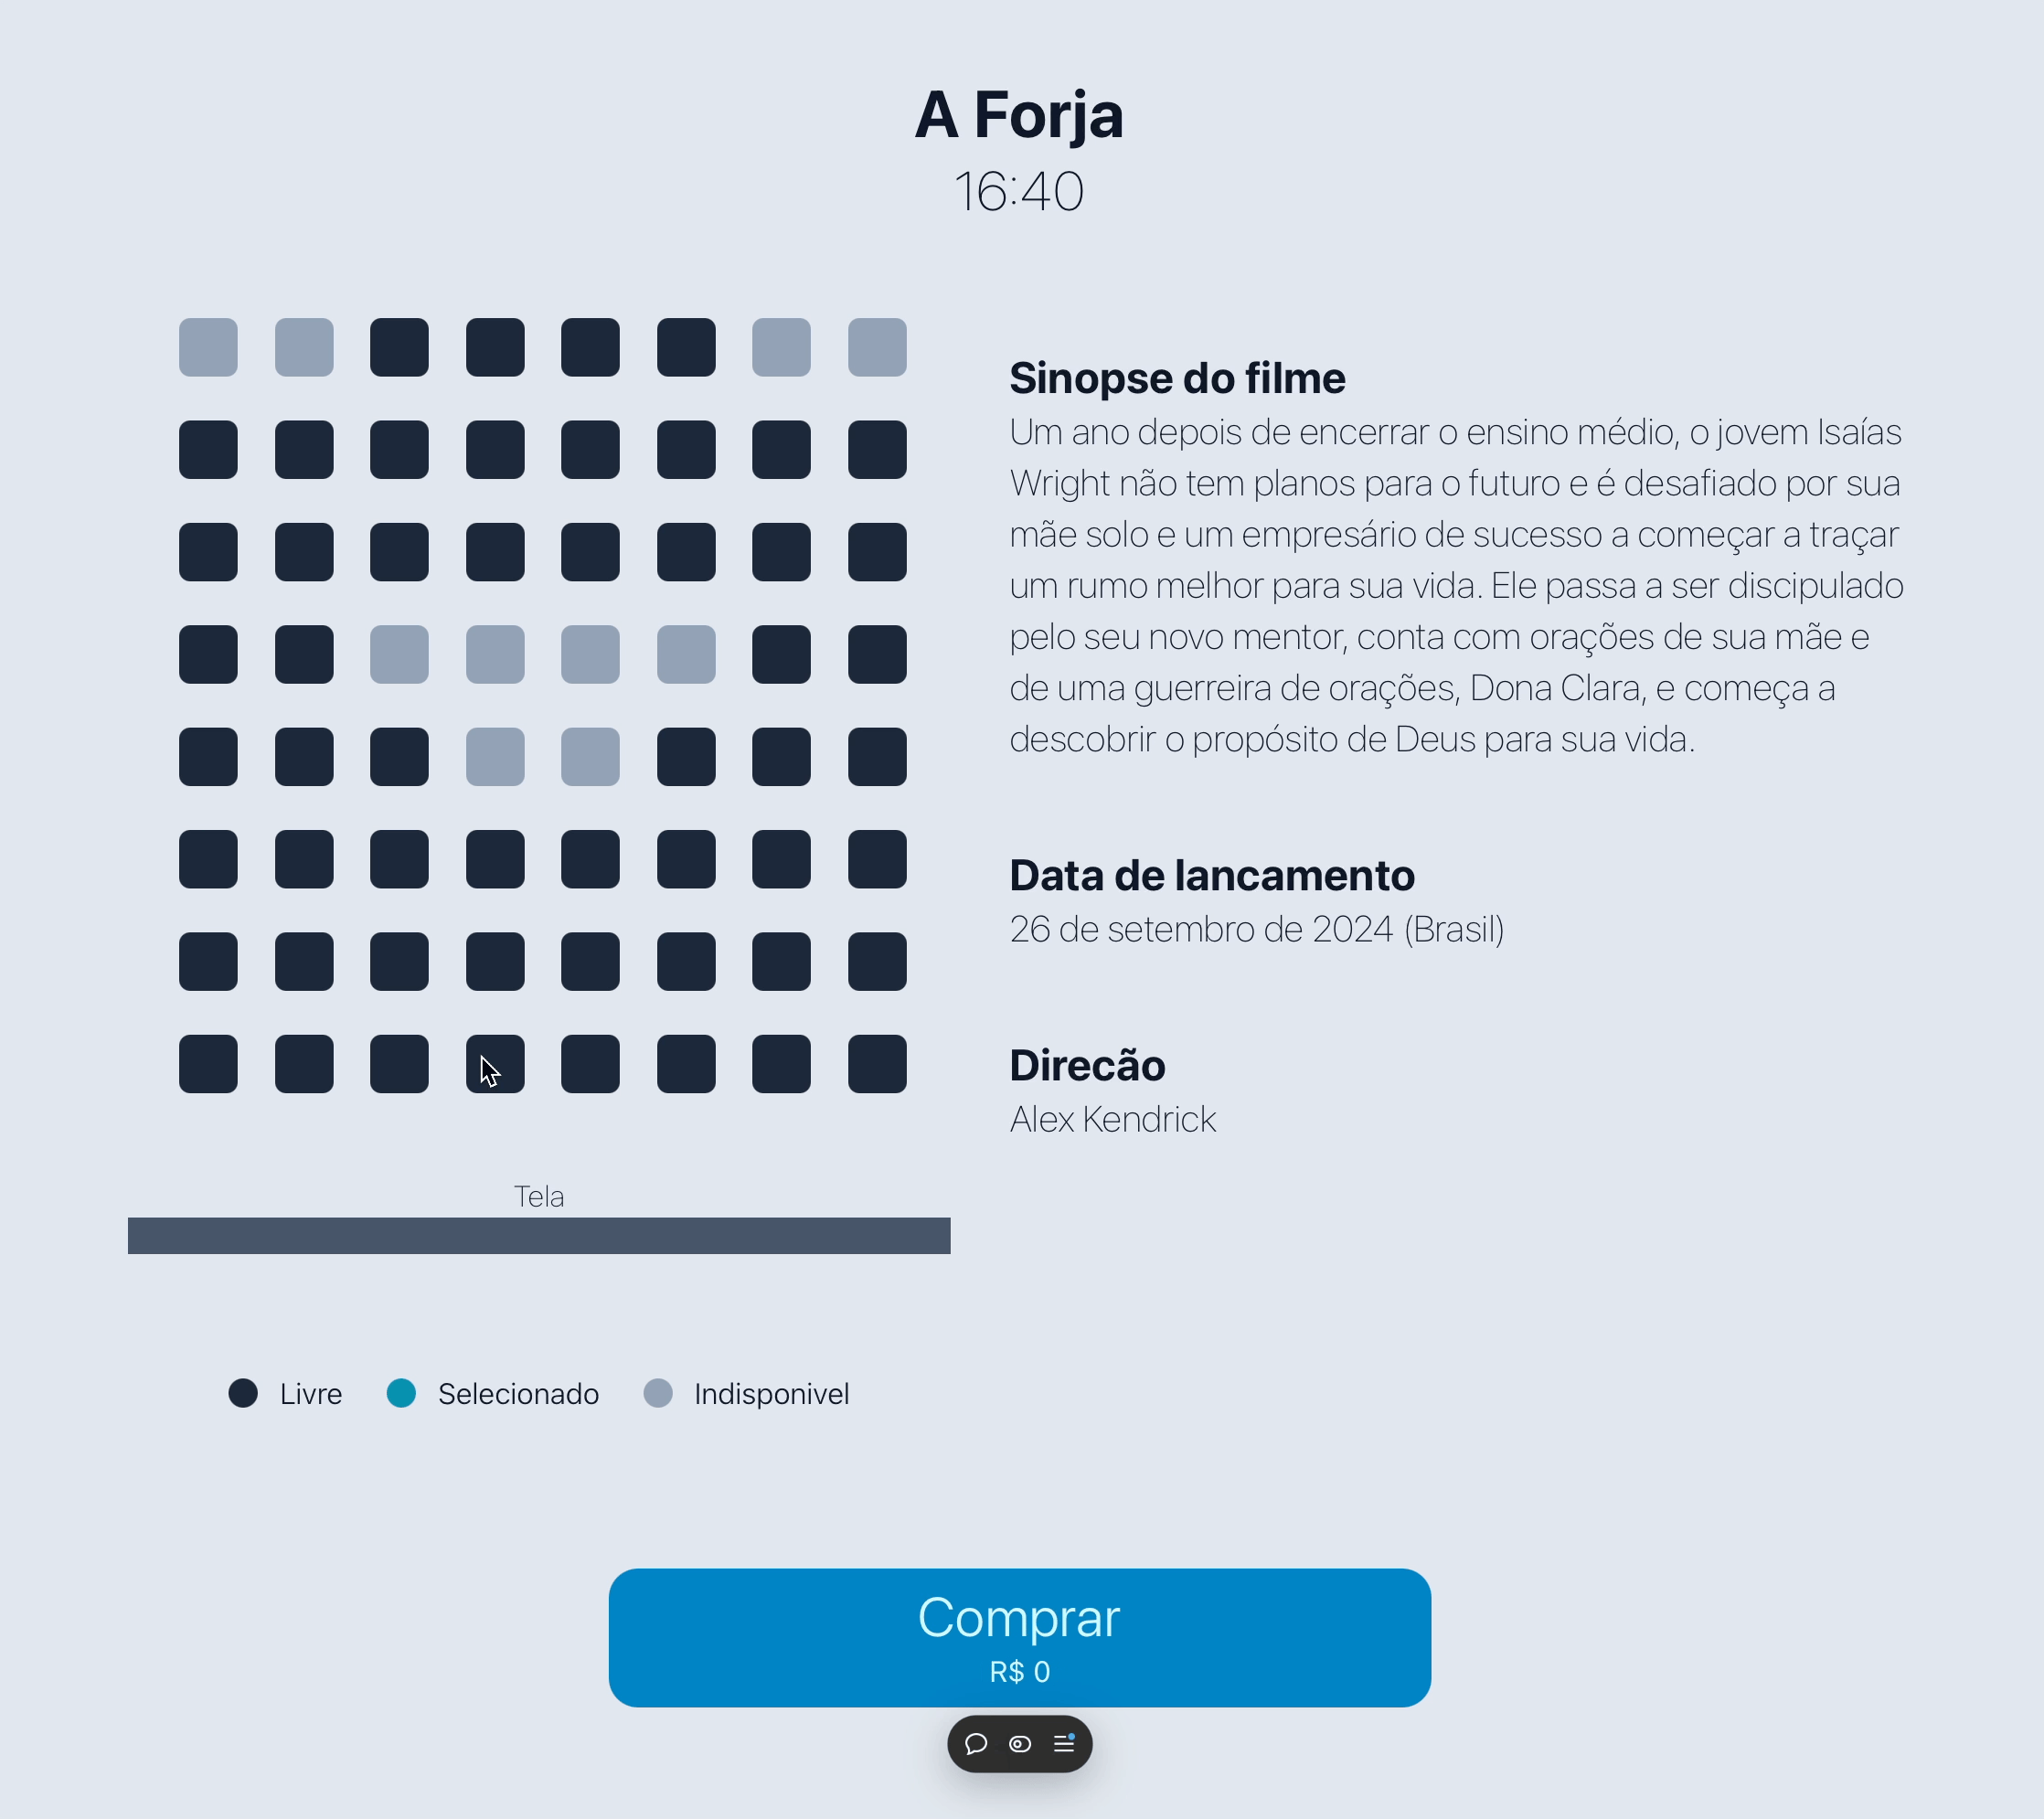 A Forja
16:40
Sinopse do filme
Um ano depois de encerrar o ensino médio, o jovem Isaías
Wright não tem planos para o futuro e é desafiado por sua
mãe solo e um empresário de sucesso a começar a traçar
um rumo melhor para sua vida. Ele passa a ser discipulado
pelo seu novo mentor, conta com orações de sua mãe e
de uma guerreira de orações, Dona Clara, e começa a
descobrir o propósito de Deus para sua vida.
Data de lancamento
26 de setembro de 2024 (Brasil)
Direcão
Alex Kendrick
Tela
Livre
Selecionado
Indisponivel
Comprar
R$ 0